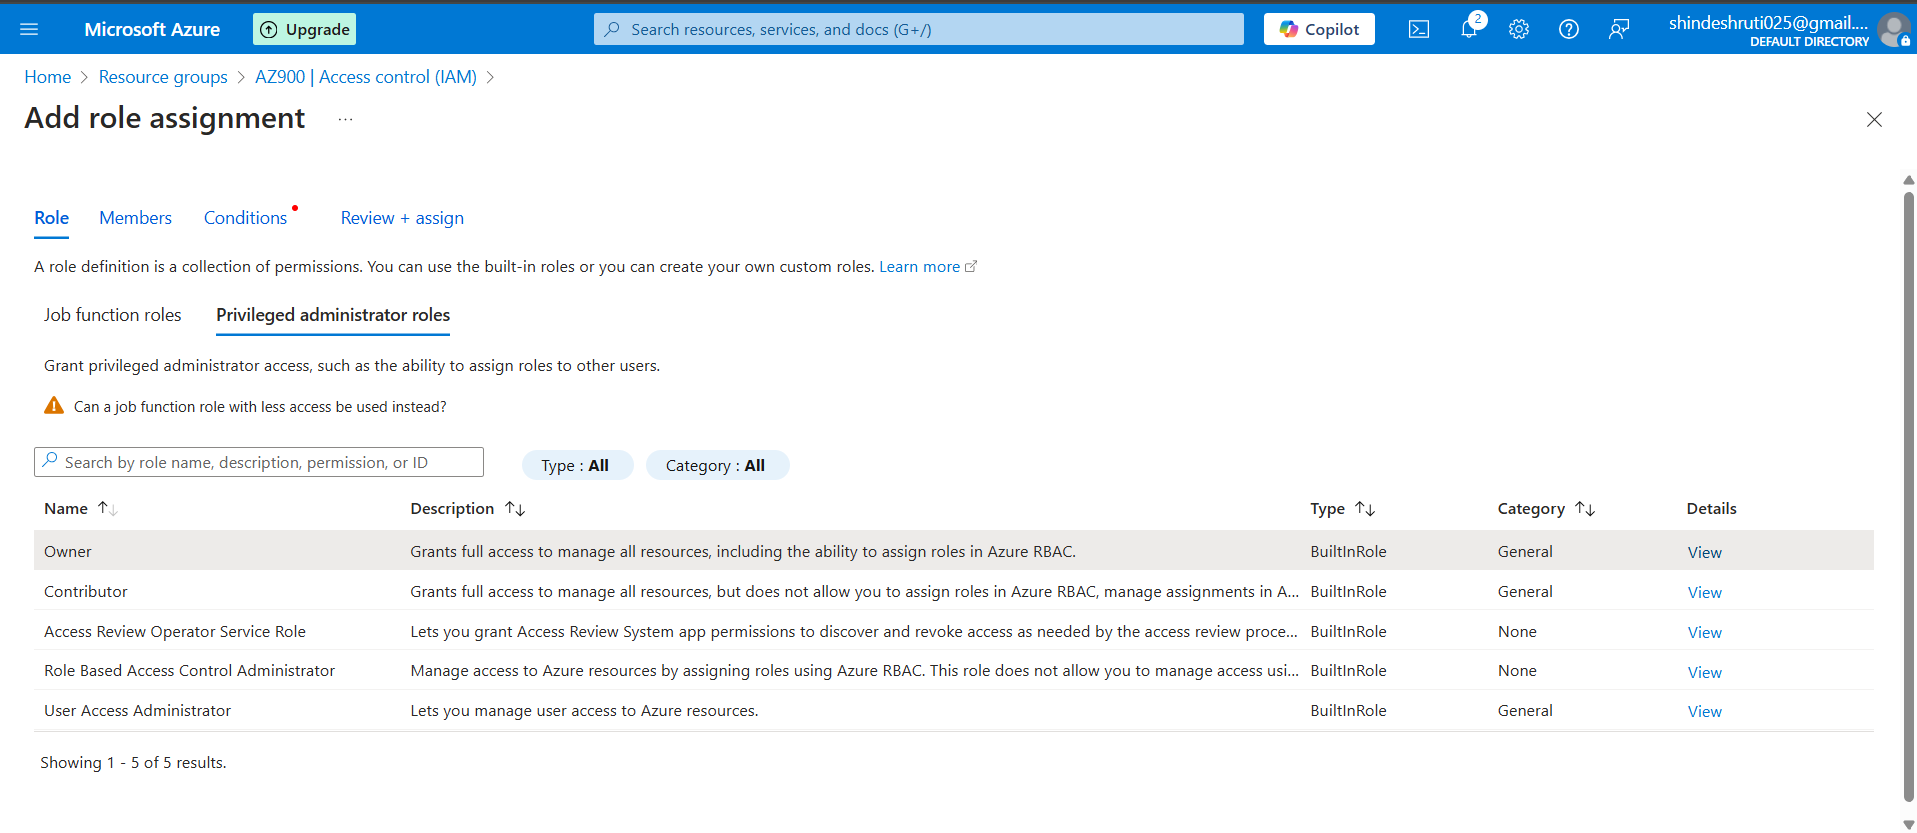 Microsoft Azure
Upgrade
Search resources, services, and docs (G+/)
Copilot
2
shindeshruti025@gmail....
DEFAULT DIRECTORY
Home > Resource groups > AZ900 | Access control (IAM) >
Add role assignment ...
Role Members Conditions Review + assign
A role definition is a collection of permissions. You can use the built-in roles or you can create your own custom roles. Learn more
Job function roles Privileged administrator roles
Grant privileged administrator access, such as the ability to assign roles to other users.
Can a job function role with less access be used instead?
Search by role name, description, permission, or ID
Type : All
Category : All
Name ↑↓ Description ↑↓ Type ↑↓ Category ↑↓ Details
Owner Grants full access to manage all resources, including the ability to assign roles in Azure RBAC. BuiltInRole General View
Contributor Grants full access to manage all resources, but does not allow you to assign roles in Azure RBAC, manage assignments in A... BuiltInRole General View
Access Review Operator Service Role Lets you grant Access Review System app permissions to discover and revoke access as needed by the access review proce... BuiltInRole None View
Role Based Access Control Administrator Manage access to Azure resources by assigning roles using Azure RBAC. This role does not allow you to manage access usi... BuiltInRole None View
User Access Administrator Lets you manage user access to Azure resources. BuiltInRole General View
Showing 1 - 5 of 5 results.